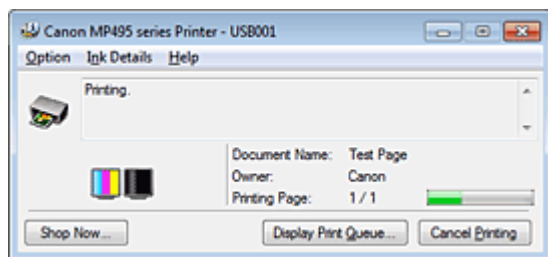 Canon MP495 series Printer - USB001
Option Ink Details Help
Printing.
Document Name: Test Page
Owner: Canon
Printing Page: 1 / 1
Shop Now... Display Print Queue... Cancel Printing